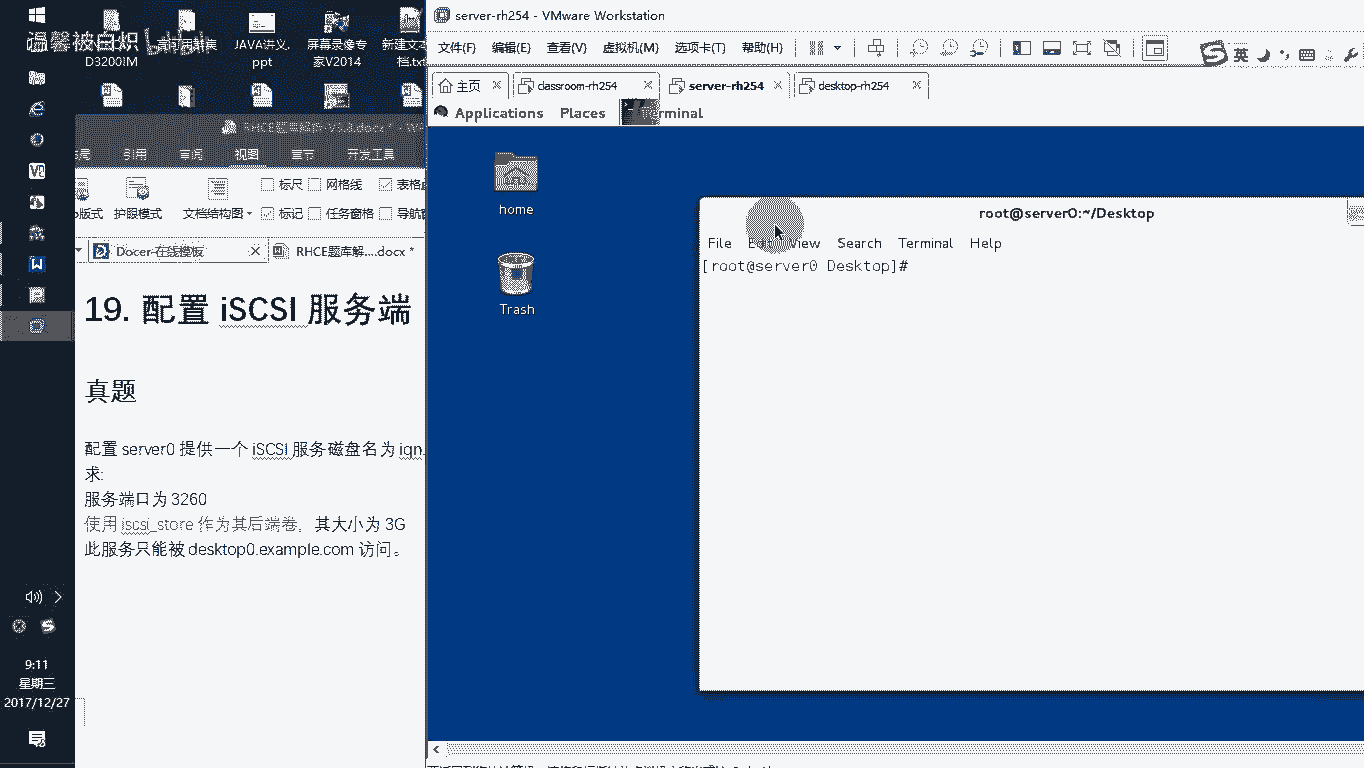 D3200IM
JAVA讲义.
ppt
屏幕录像专
家V2014
新建文本
档.txt
RHCE题库解析-V5.3.docx *
引用
审阅
视图
章节
开发工具
版式
护眼模式
文档结构图
标尺
网格线
表格
标记
任务窗格
导航窗
Docer-在线模板
RHCE题库解....docx *
19. 配置 iSCSI 服务端
真题
配置 server0 提供一个 iSCSI 服务磁盘名为 iqn.
求:
服务端口为 3260
使用 iscsi_store 作为其后端卷，其大小为 3G
此服务只能被 desktop0.example.com 访问。
9:11
星期三
2017/12/27
server-rh254 - VMware Workstation
文件(F) 编辑(E) 查看(V) 虚拟机(M) 选项卡(T) 帮助(H)
英
主页
classroom-rh254
server-rh254
desktop-rh254
Applications Places Terminal
home
Trash
root@server0:~/Desktop
File Edit View Search Terminal Help
[root@server0 Desktop]#